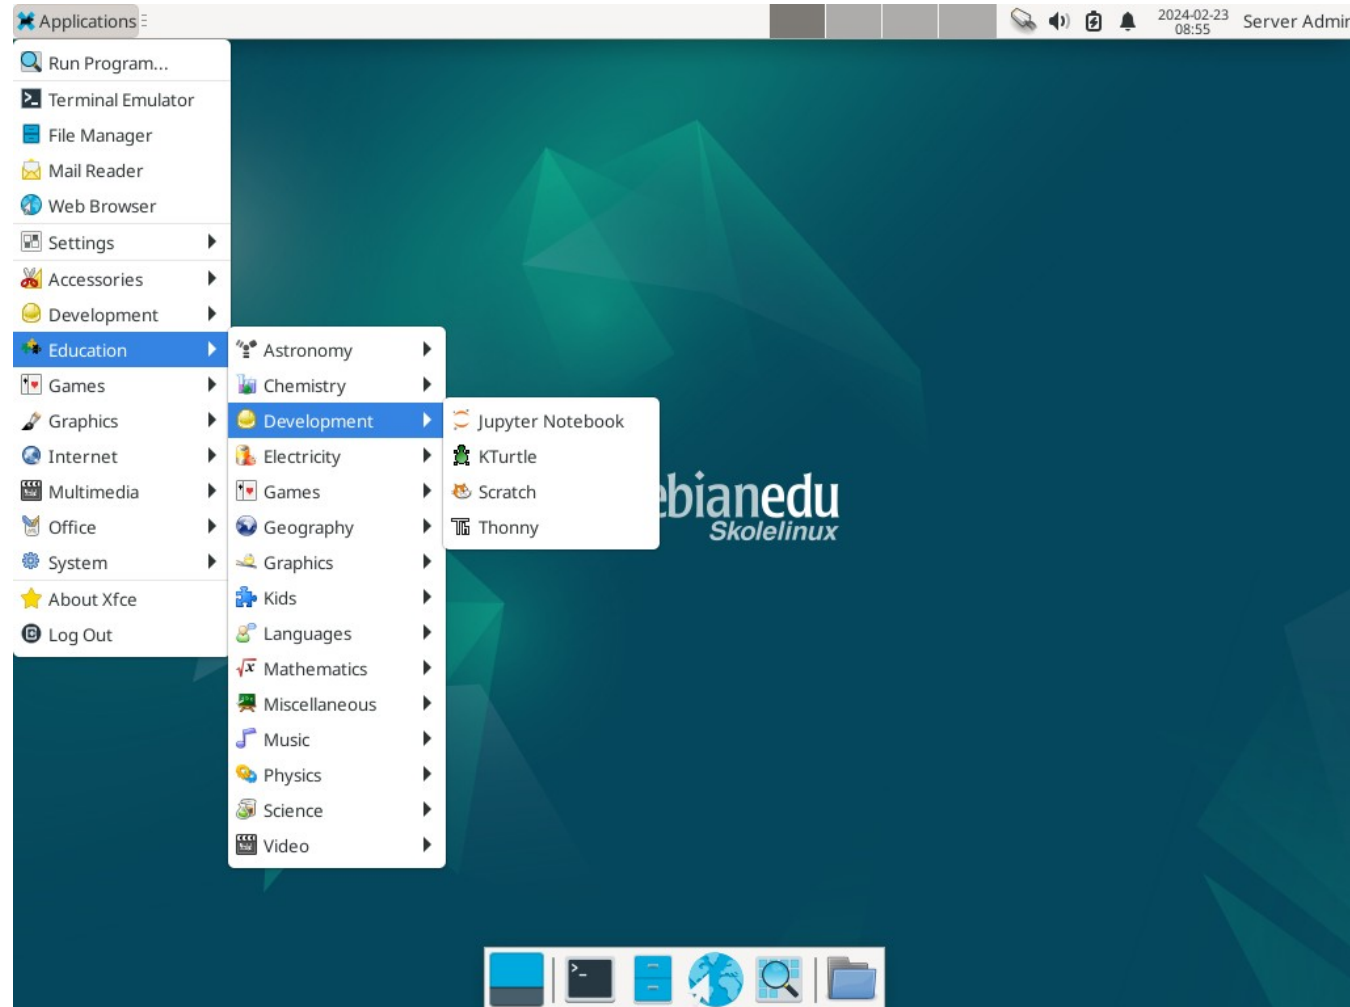 Applications
2024-02-23
08:55
Server Admin
Run Program...
Terminal Emulator
File Manager
Mail Reader
Web Browser
Settings
Accessories
Development
Education
Games
Graphics
Internet
Multimedia
Office
System
About Xfce
Log Out
Astronomy
Chemistry
Development
Electricity
Games
Geography
Graphics
Kids
Languages
Mathematics
Miscellaneous
Music
Physics
Science
Video
Jupyter Notebook
KTurtle
Scratch
Thonny
ebianedu
Skolelinux